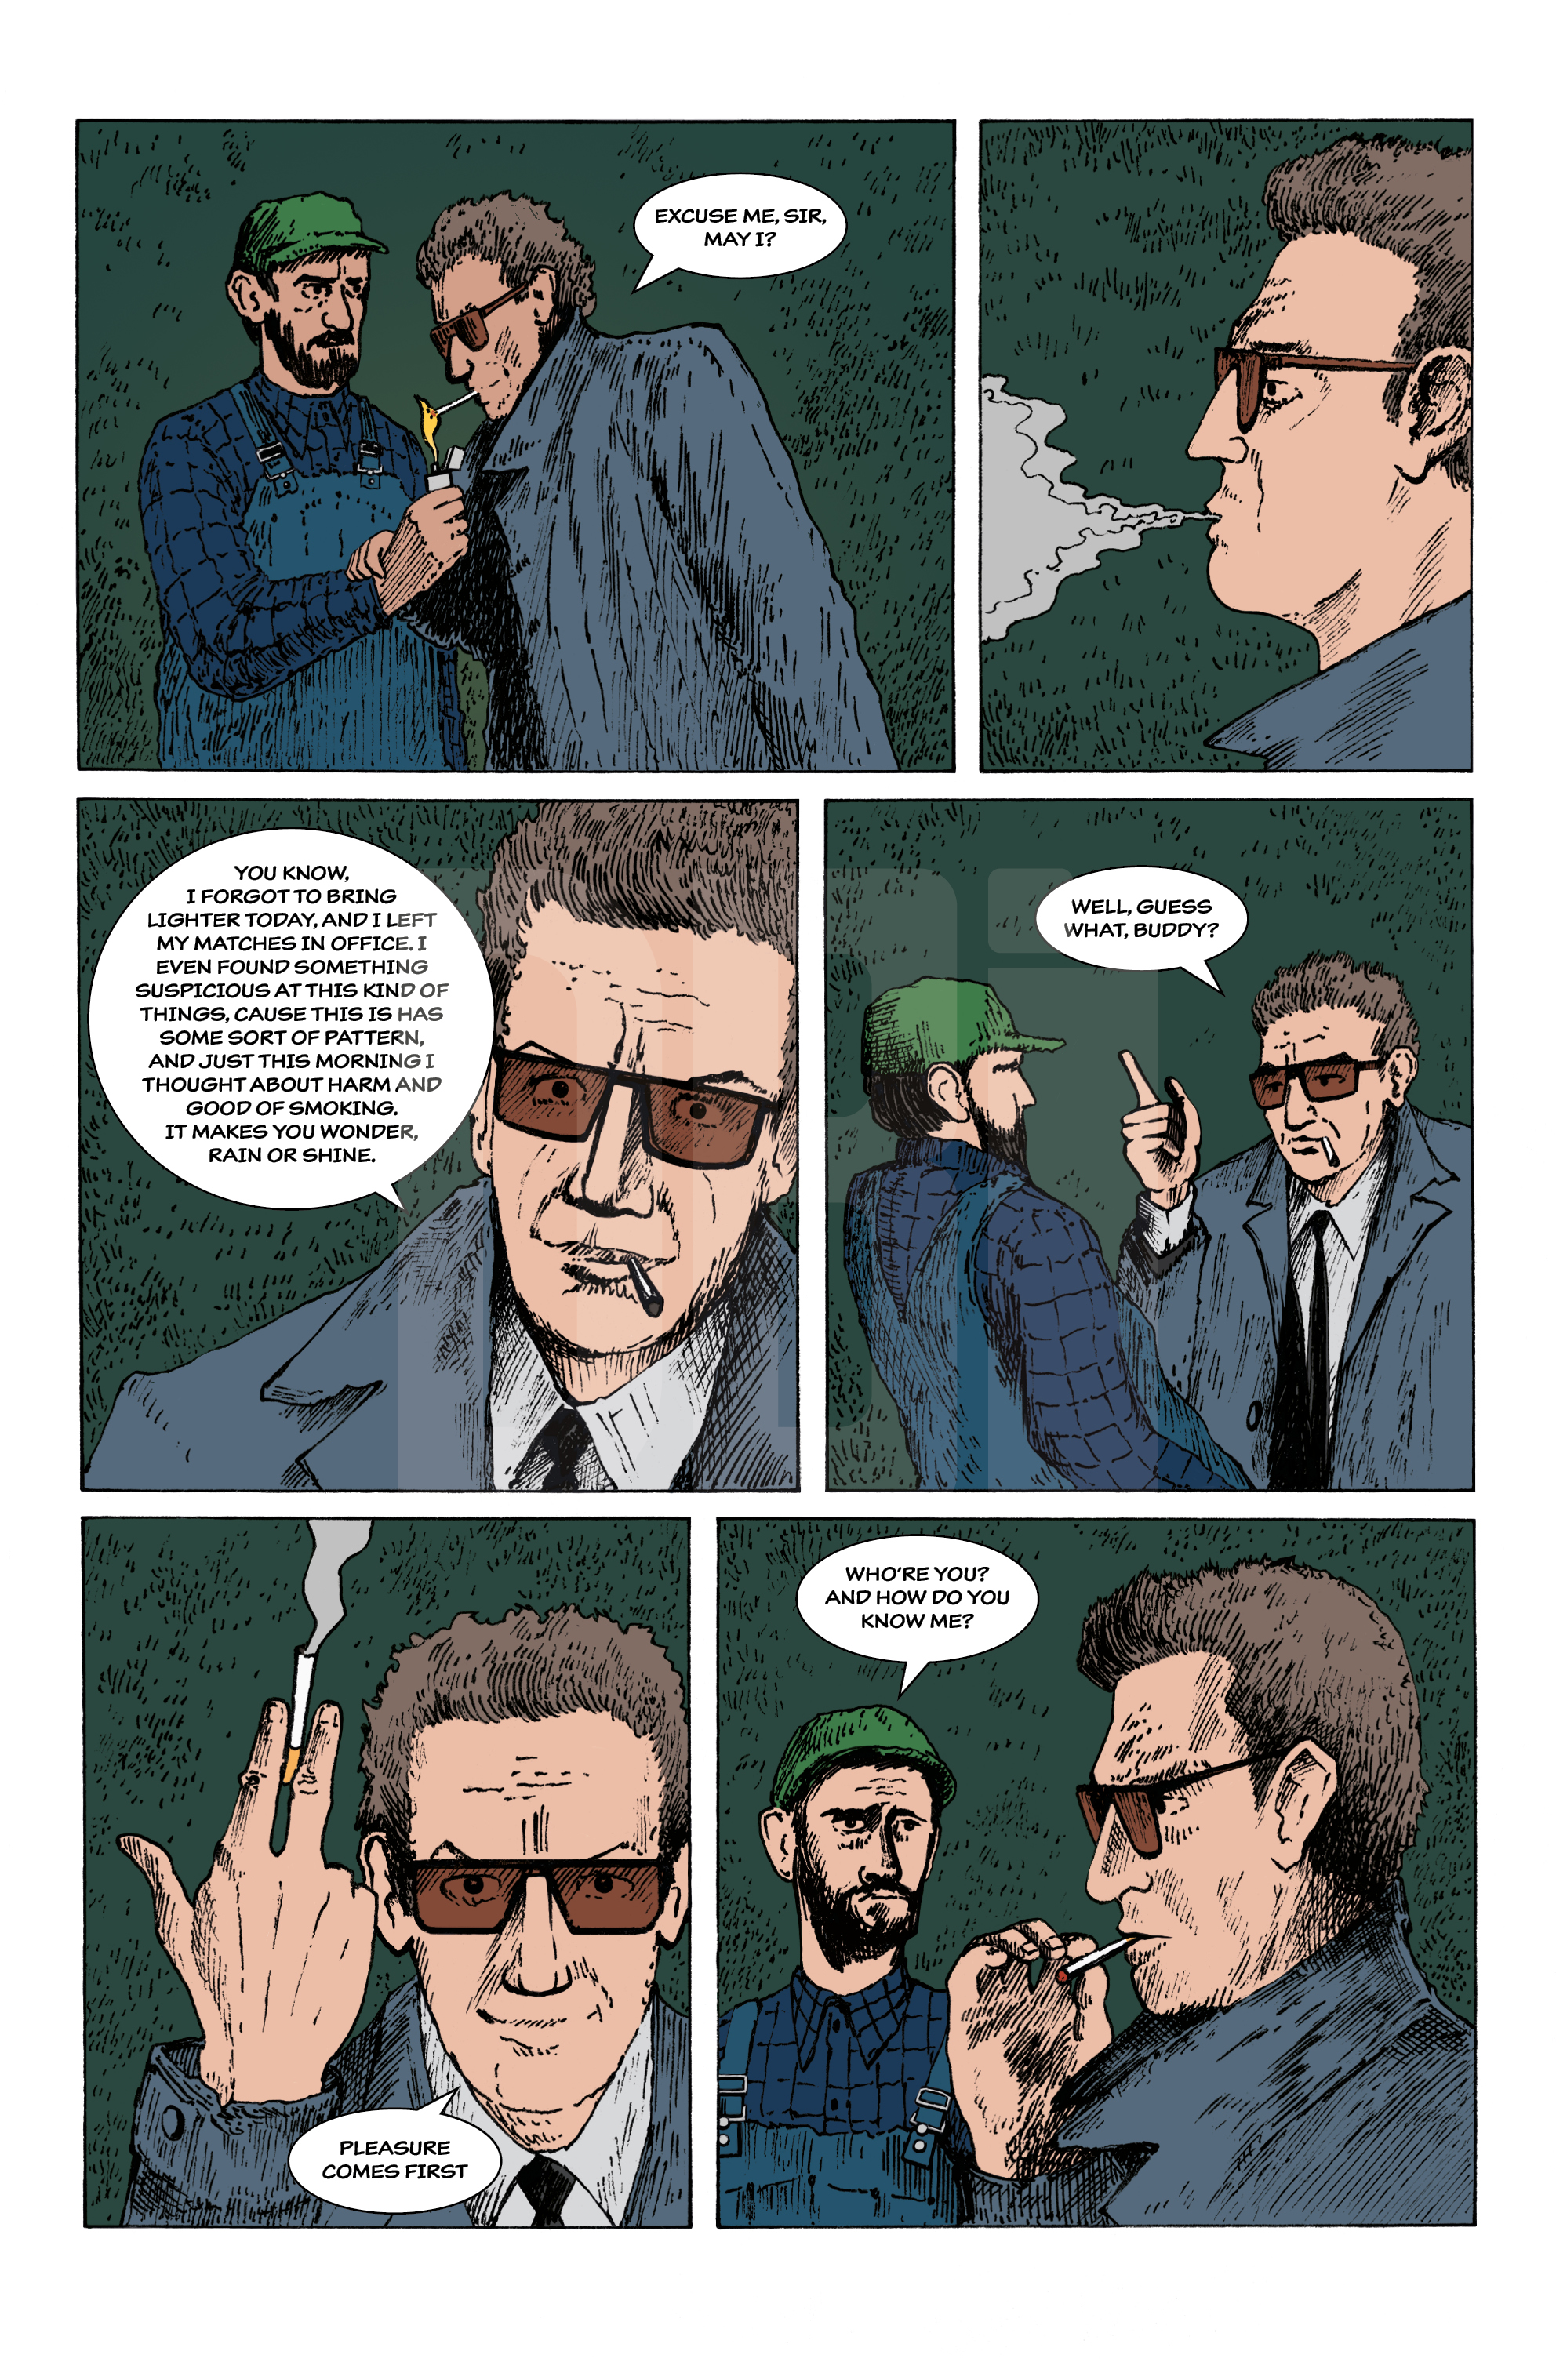 EXCUSE ME, SIR,
MAY I?
YOU KNOW,
I FORGOT TO BRING
LIGHTER TODAY, AND I LEFT
MY MATCHES IN OFFICE. I
EVEN FOUND SOMETHING
SUSPICIOUS AT THIS KIND OF
THINGS, CAUSE THIS IS HAS
SOME SORT OF PATTERN,
AND JUST THIS MORNING I
THOUGHT ABOUT HARM AND
GOOD OF SMOKING.
IT MAKES YOU WONDER,
RAIN OR SHINE.
WELL, GUESS
WHAT, BUDDY?
PLEASURE
COMES FIRST
WHO'RE YOU?
AND HOW DO YOU
KNOW ME?